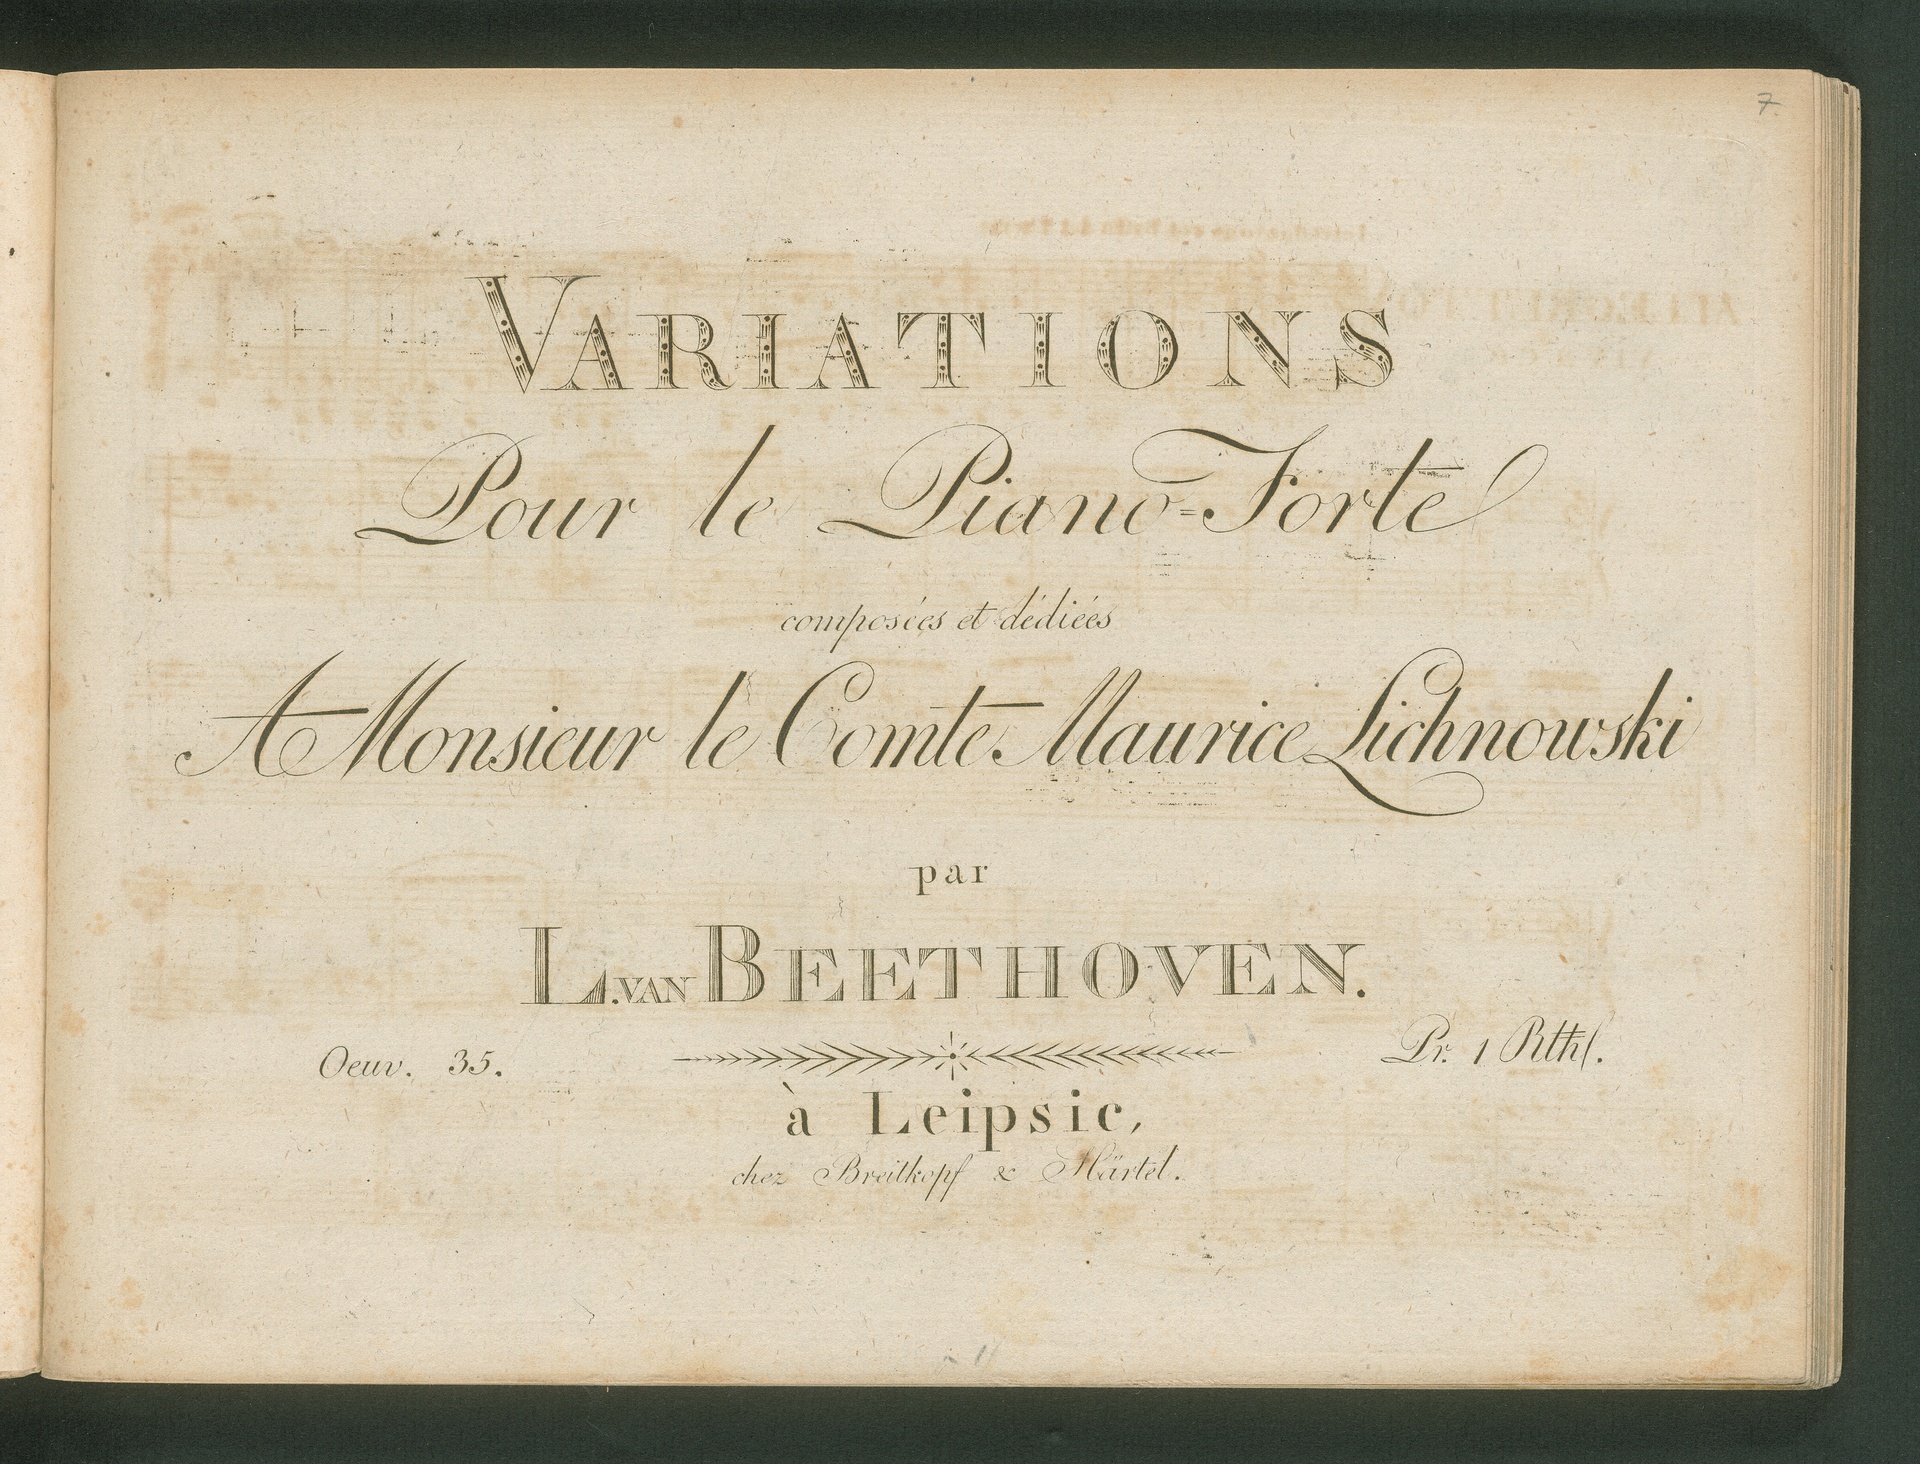 7.
VARIATIONS
Pour le Piano=Forte
composées et dédiées
A Monsieur le Comte Maurice Lichnowski
par
L. VAN BEETHOVEN.
Oeuv. 35.
Pr. 1 Rthl.
à Leipsic,
chez Breitkopf & Härtel.